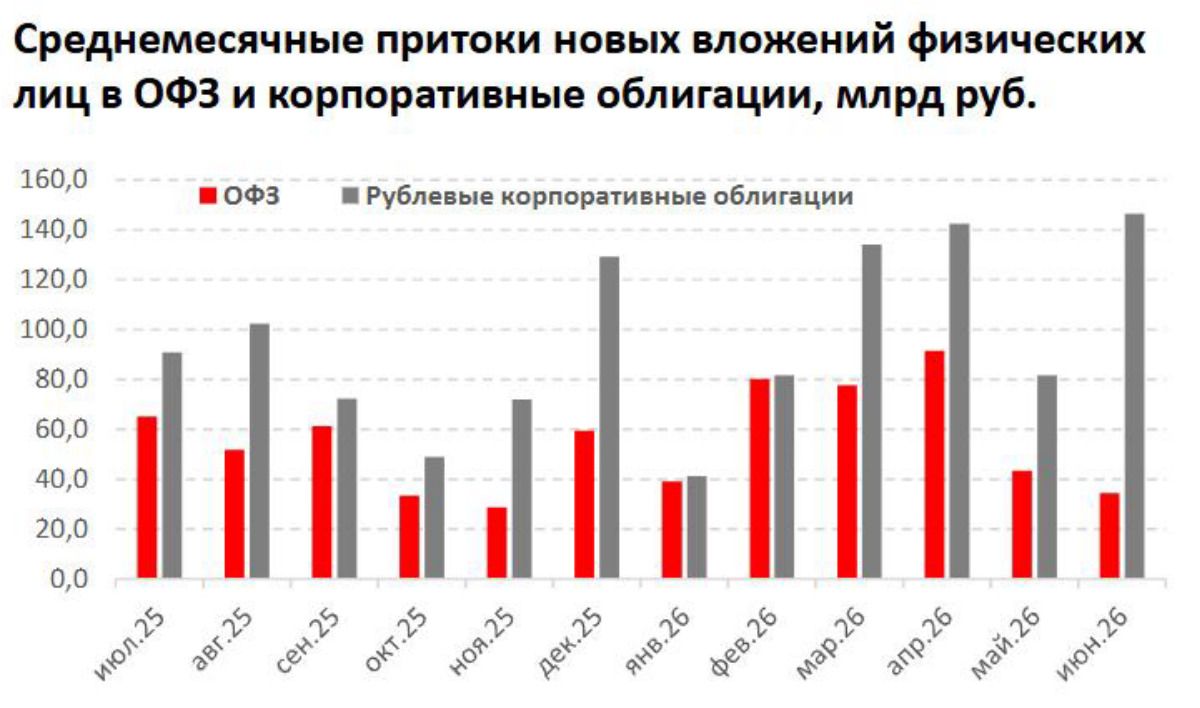 Среднемесячные притоки новых вложений физических
лиц в ОФЗ и корпоративные облигации, млрд руб.
160,0
ОФЗ
Рублевые корпоративные облигации
140,0
120,0
100,0
80,0
60,0
40,0
20,0
0,0
июл.25
авг.25
сен.25
окт.25
ноя.25
дек.25
янв.26
фев.26
мар.26
апр.26
май.26
июн.26